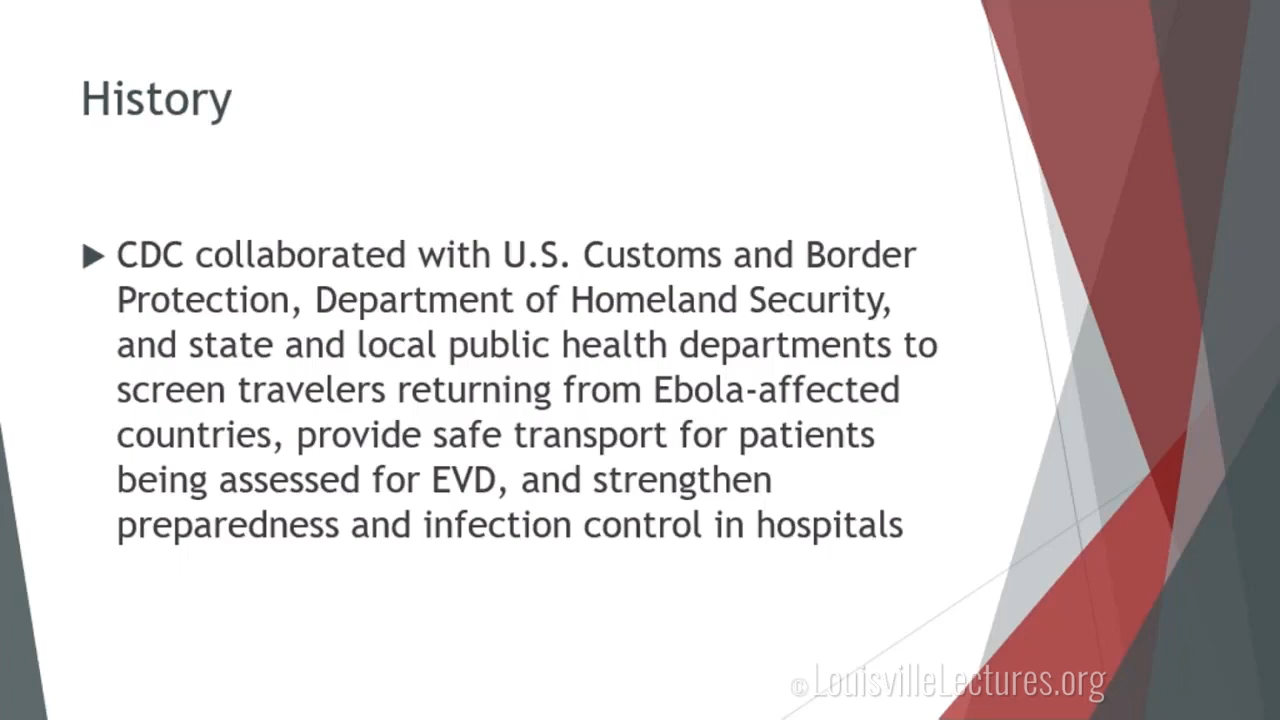 History
▶ CDC collaborated with U.S. Customs and Border
Protection, Department of Homeland Security,
and state and local public health departments to
screen travelers returning from Ebola-affected
countries, provide safe transport for patients
being assessed for EVD, and strengthen
preparedness and infection control in hospitals
©LouisvilleLectures.org